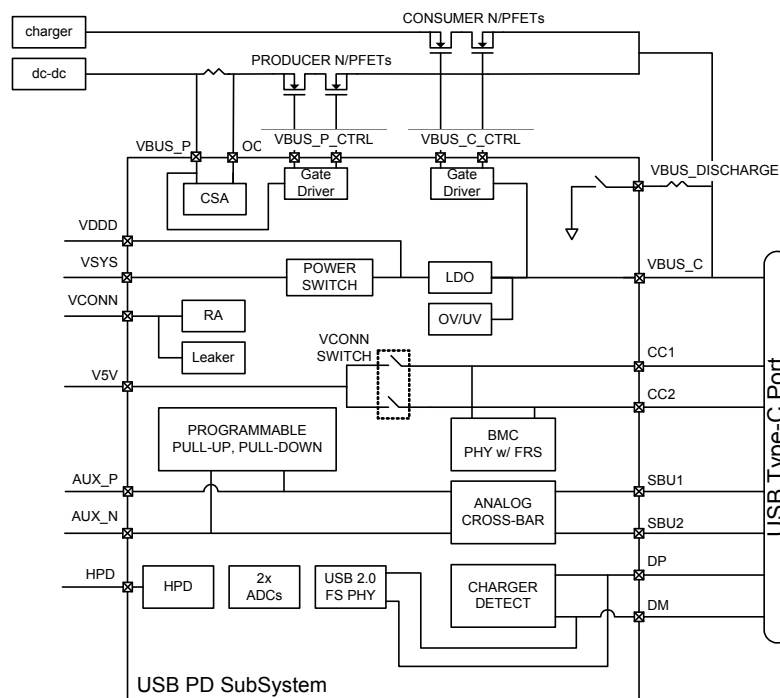 CONSUMER N/PFETs
charger
PRODUCER N/PFETs
dc-dc
VBUS_P_CTRL
VBUS_C_CTRL
VBUS_P
OC
Gate
Driver
Gate
Driver
VBUS_DISCHARGE
CSA
VDDD
VSYS
POWER
SWITCH
LDO
VBUS_C
VCONN
RA
OV/UV
Leaker
VCONN
SWITCH
CC1
V5V
CC2
PROGRAMMABLE
PULL-UP, PULL-DOWN
BMC
PHY w/ FRS
AUX_P
SBU1
ANALOG
CROSS-BAR
AUX_N
SBU2
HPD
HPD
2x
ADCs
USB 2.0
FS PHY
CHARGER
DETECT
DP
DM
USB Type-C Port
USB PD SubSystem